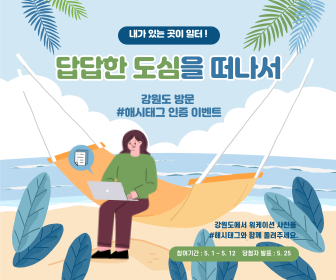 내가 있는 곳이 일터 !
답답한 도심을 떠나서
강원도 방문
#해시태그 인증 이벤트
강원도에서 워케이션 사진을
#해시태그와 함께 올려주세요.
참여기간 : 5. 1 - 5. 12 당첨자 발표 : 5. 25